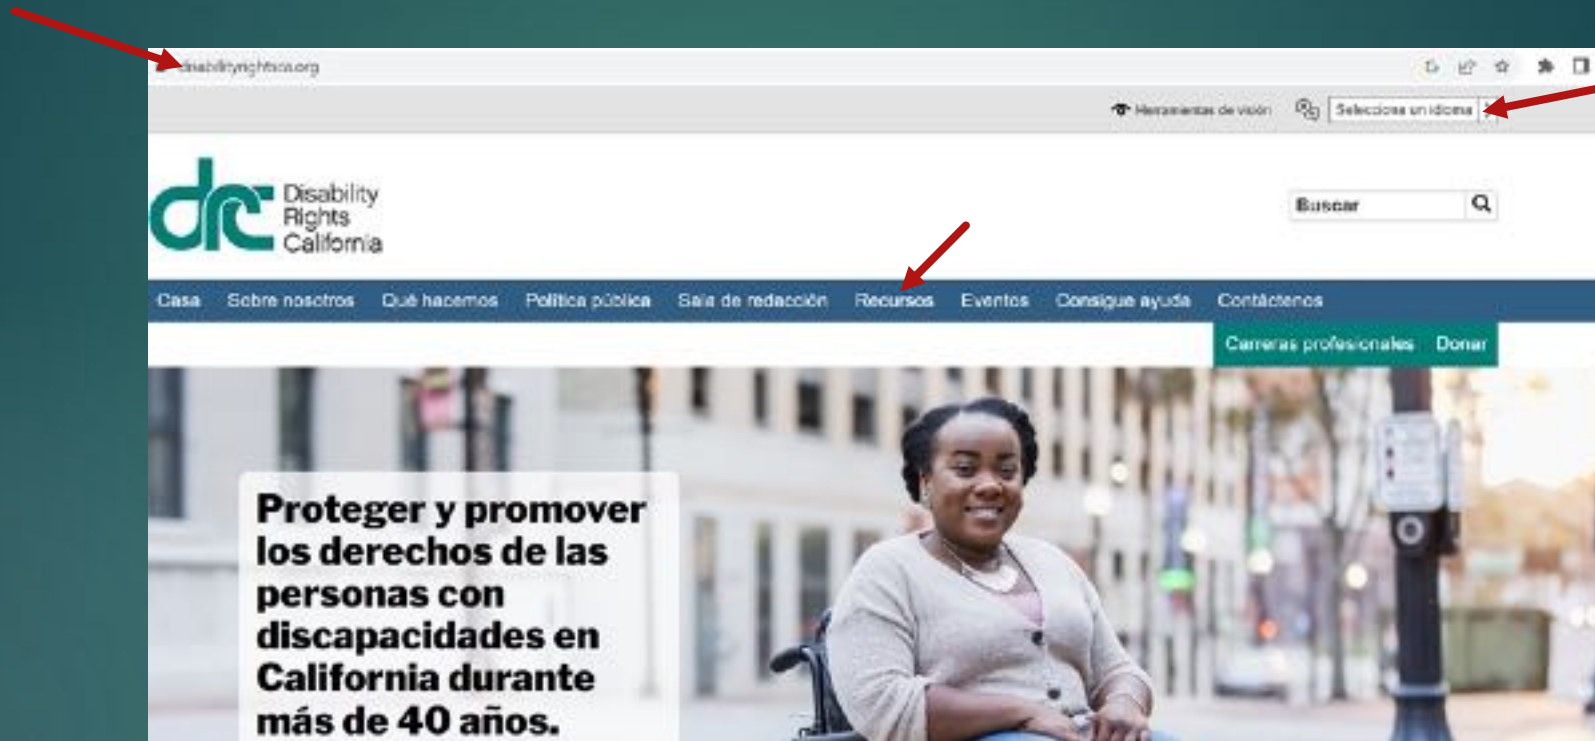 disabilityrightsca.org
Herramientas de visión
Selecciona un idioma
Disability
Rights
California
Buscar
Casa Sobre nosotros Qué hacemos Política pública Sala de redacción Recursos Eventos Consigue ayuda Contáctenos
Carreras profesionales Donar
Proteger y promover
los derechos de las
personas con
discapacidades en
California durante
más de 40 años.